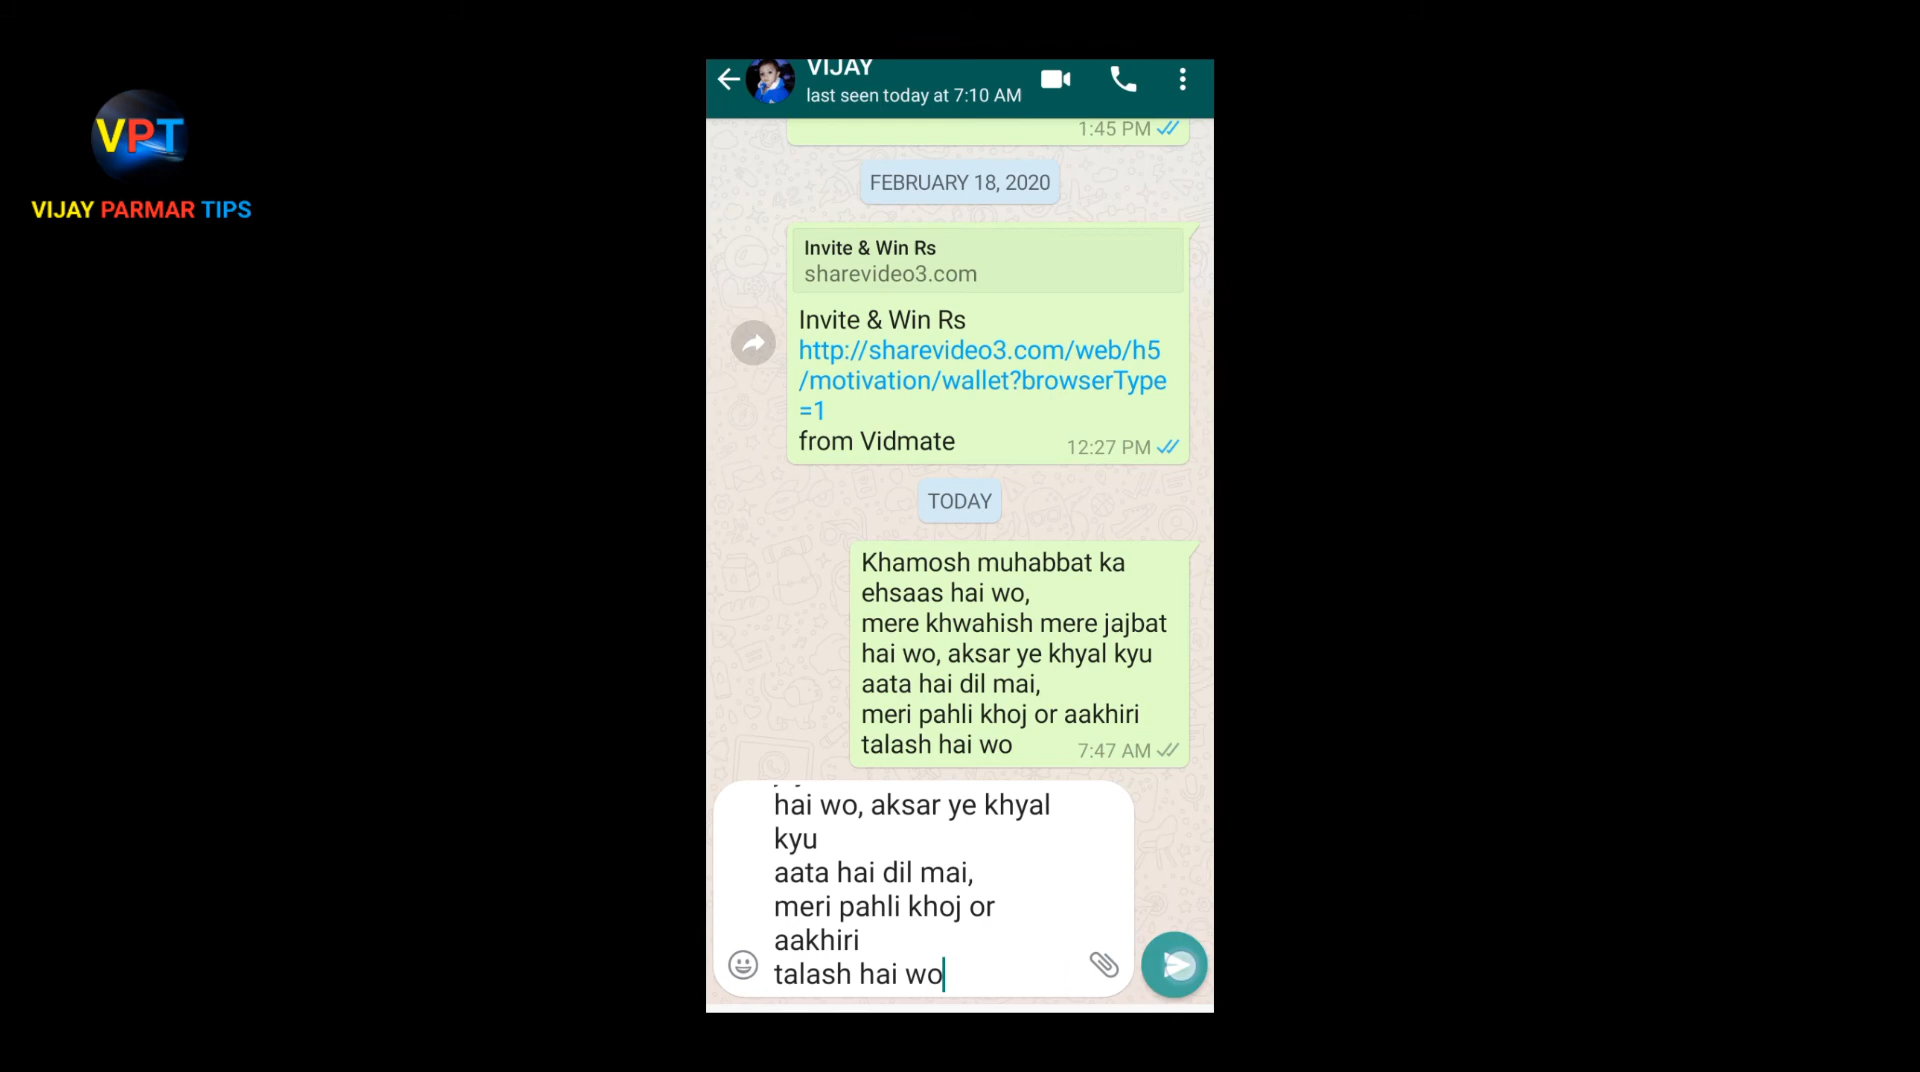 VPT
VIJAY PARMAR TIPS
VIJAY
last seen today at 7:10 AM
1:45 PM
FEBRUARY 18, 2020
Invite & Win Rs
sharevideo3.com
Invite & Win Rs
http://sharevideo3.com/web/h5
/motivation/wallet?browserType
=1
from Vidmate
12:27 PM
TODAY
Khamosh muhabbat ka
ehsaas hai wo,
mere khwahish mere jajbat
hai wo, aksar ye khyal kyu
aata hai dil mai,
meri pahli khoj or aakhiri
talash hai wo
7:47 AM
hai wo, aksar ye khyal
kyu
aata hai dil mai,
meri pahli khoj or
aakhiri
talash hai wo